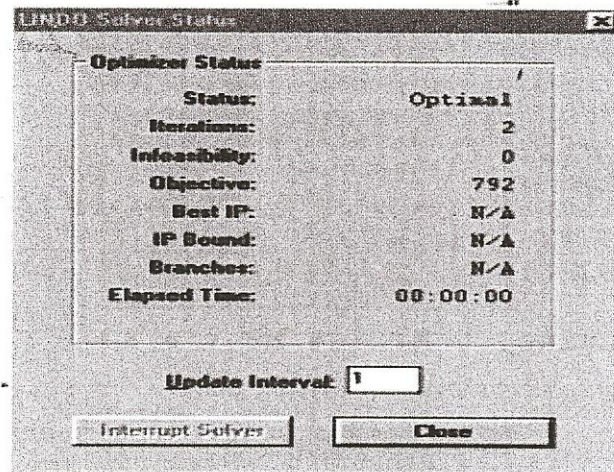 LINDO Solver Status
Optimizer Status
Status: Optimal
Iterations: 2
Infeasibility: 0
Objective: 792
Best IP: N/A
IP Bound: N/A
Branches: N/A
Elapsed Time: 00:00:00
Update Interval: 1
Interrupt Solver Close